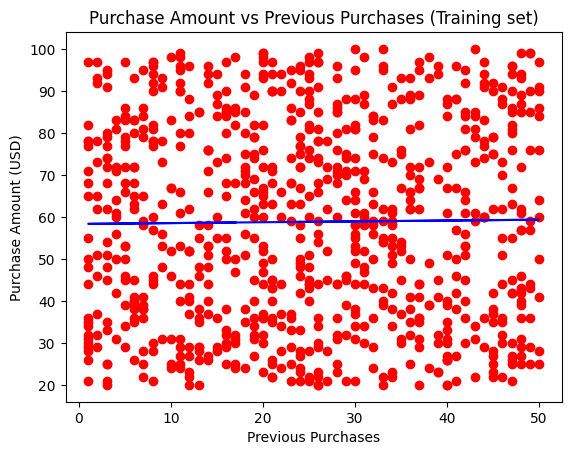 Purchase Amount vs Previous Purchases (Training set)
100
90
80
70
60
50
40
30
20
Purchase Amount (USD)
0 10 20 30 40 50
Previous Purchases